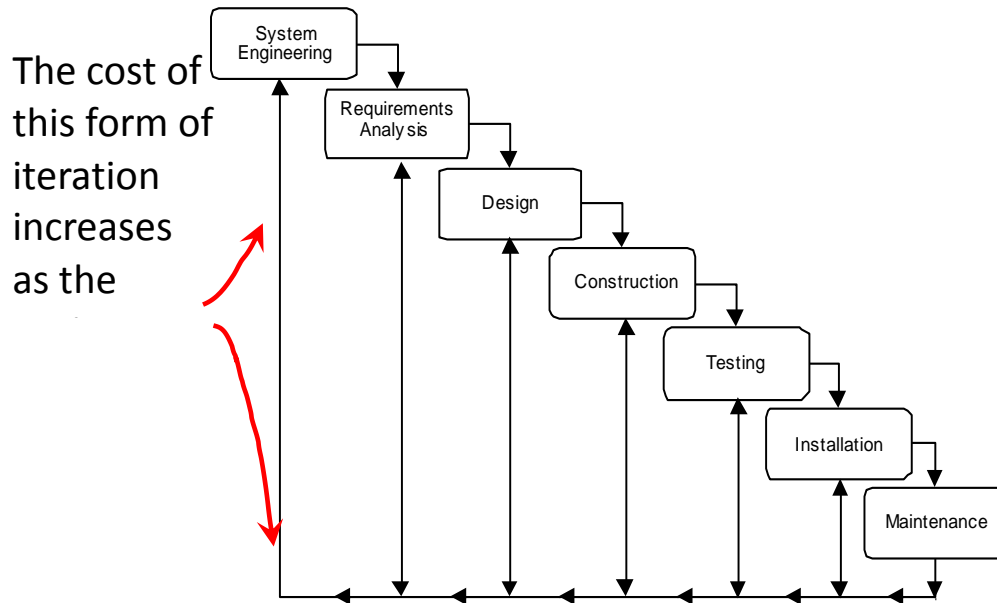 The cost of
this form of
iteration
increases
as the
System
Engineering
Requirements
Analysis
Design
Construction
Testing
Installation
Maintenance